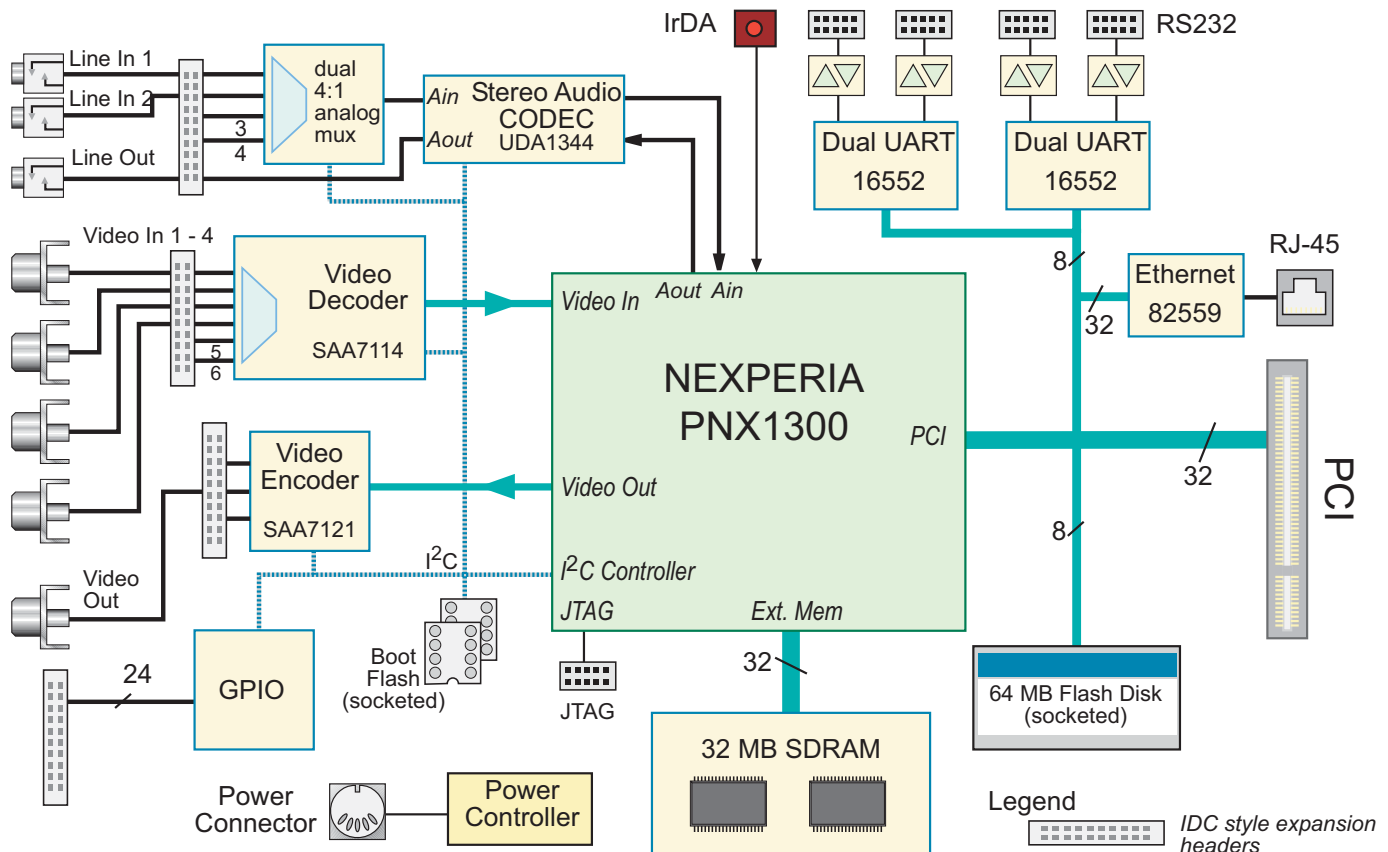 Line In 1
Line In 2
Line Out
3
4
dual
4:1
analog
mux
Ain
Aout
Stereo Audio
CODEC
UDA1344
IrDA
RS232
Dual UART
16552
Dual UART
16552
8
32
Ethernet
82559
RJ-45
Video In 1 - 4
5
6
Video
Decoder
SAA7114
Video In
Aout Ain
NEXPERIA
PNX1300
PCI
32
PCI
8
Video
Encoder
SAA7121
Video Out
I2C
I2C Controller
JTAG
Ext. Mem
Video
Out
GPIO
24
Boot
Flash
(socketed)
JTAG
32
32 MB SDRAM
64 MB Flash Disk
(socketed)
Power
Connector
Power
Controller
Legend
IDC style expansion
headers